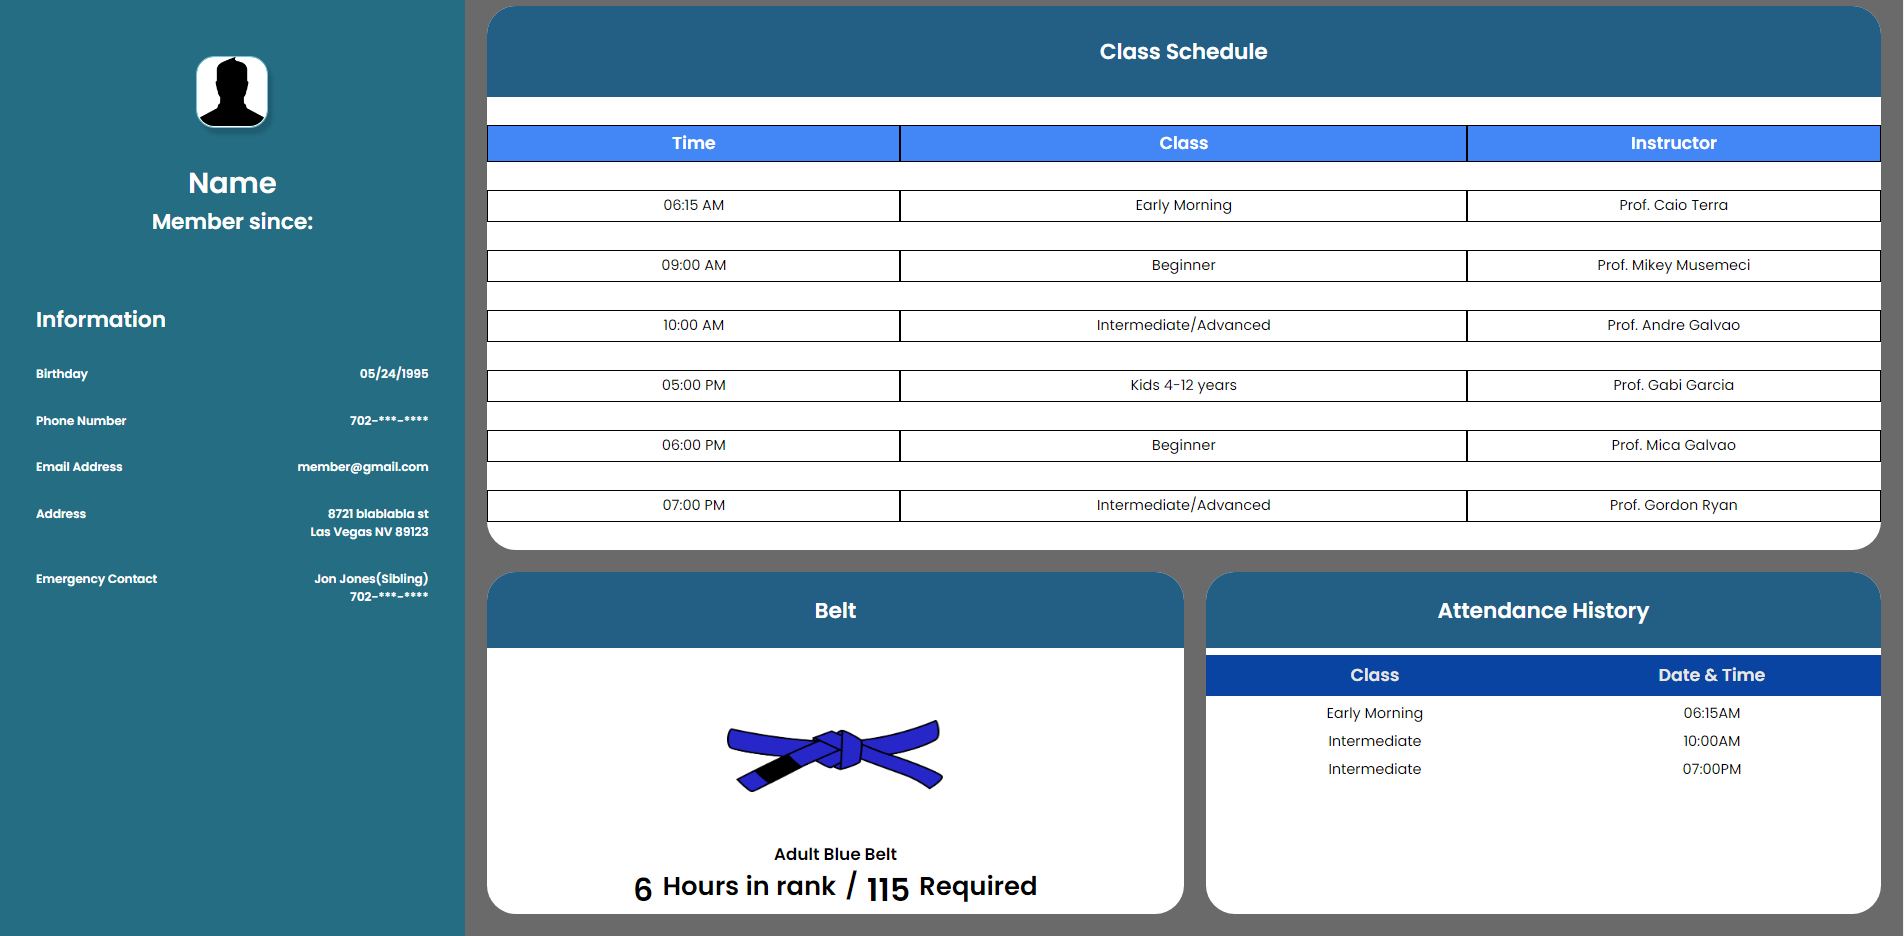 Name
Member since:
Information
Birthday 05/24/1995
Phone Number 702-***-****
Email Address member@gmail.com
Address 8721 blablabla st
Las Vegas NV 89123
Emergency Contact Jon Jones(Sibling)
702-***-****
Class Schedule
Time Class Instructor
06:15 AM Early Morning Prof. Caio Terra
09:00 AM Beginner Prof. Mikey Musemeci
10:00 AM Intermediate/Advanced Prof. Andre Galvao
05:00 PM Kids 4-12 years Prof. Gabi Garcia
06:00 PM Beginner Prof. Mica Galvao
07:00 PM Intermediate/Advanced Prof. Gordon Ryan
Belt
Adult Blue Belt
6 Hours in rank / 115 Required
Attendance History
Class Date & Time
Early Morning 06:15AM
Intermediate 10:00AM
Intermediate 07:00PM